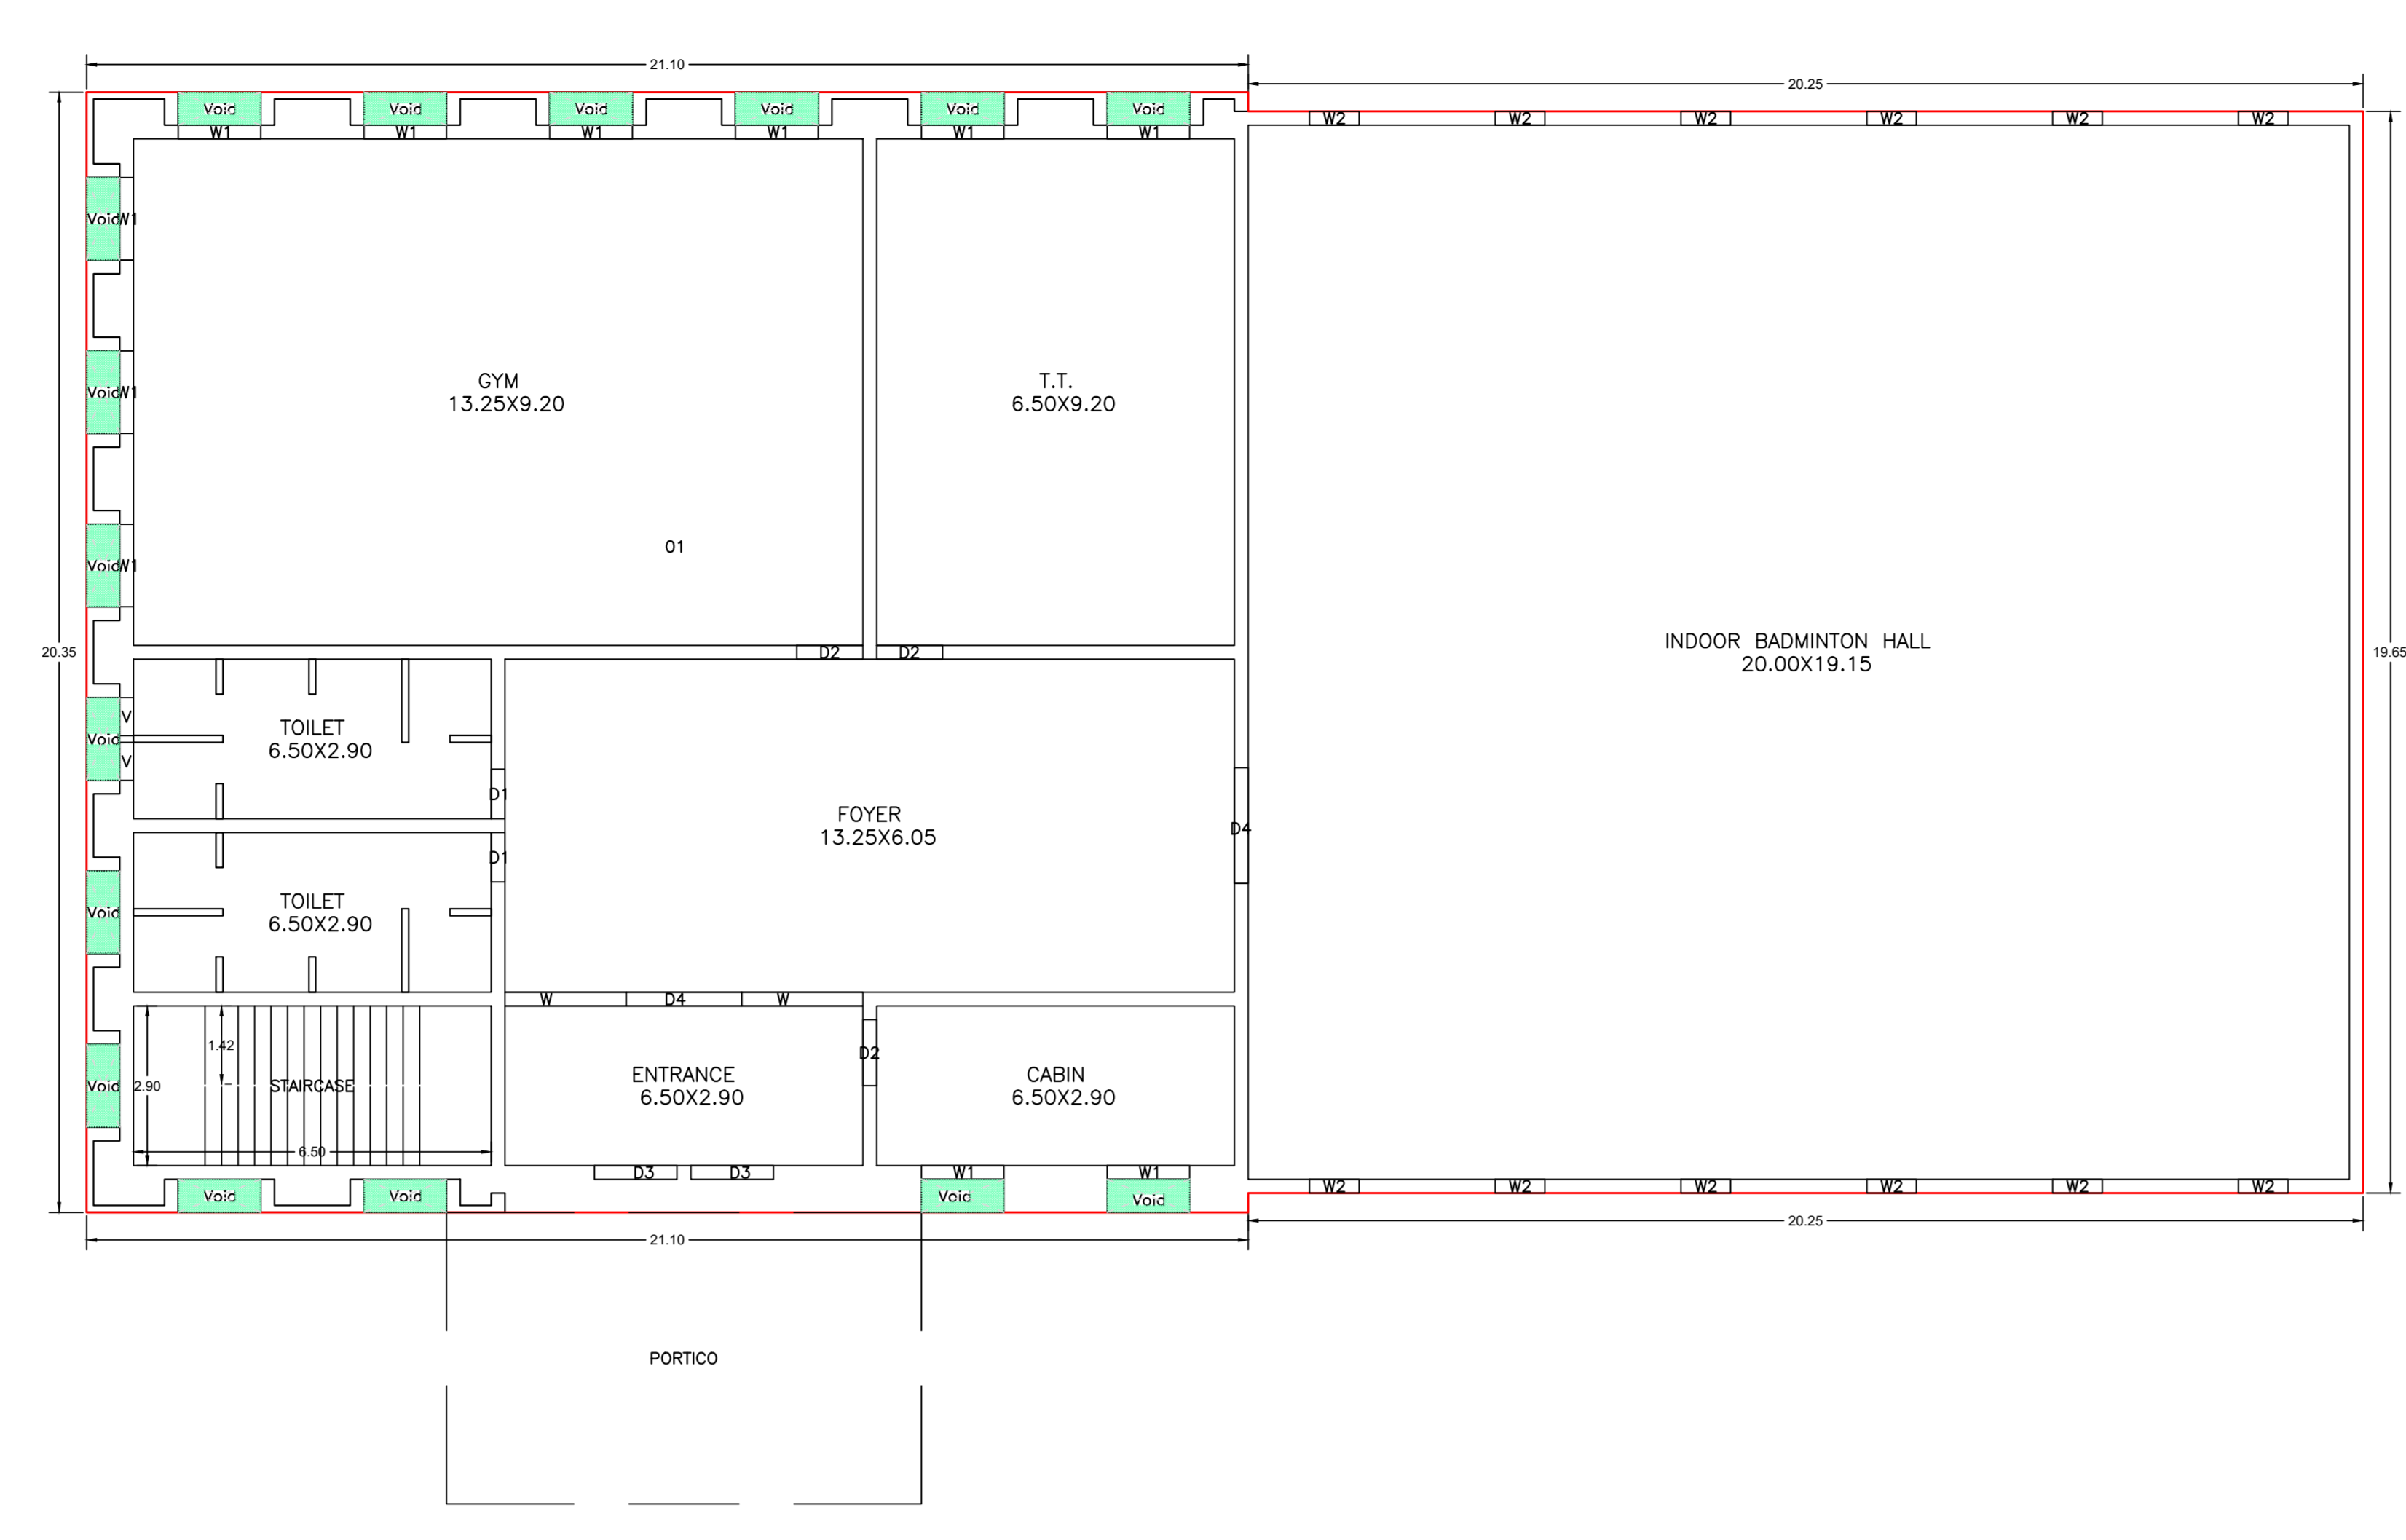 21.10
20.25
Void Void Void Void Void Void
W1 W1 W1 W1 W1 W1
W2 W2 W2 W2 W2 W2
Void W1
Void W1
GYM
13.25X9.20
T.T.
6.50X9.20
01
Void W1
INDOOR BADMINTON HALL
20.00X19.15
20.35
19.65
D2 D2
V
TOILET
6.50X2.90
Void
V
D1
FOYER
13.25X6.05
D4
D1
TOILET
6.50X2.90
Void
W D4 W
1.42
D2
ENTRANCE
6.50X2.90
CABIN
6.50X2.90
Void 2.90
STAIRCASE
6.50
D3 D3
W1 W1
Void Void Void Void
W2 W2 W2 W2 W2 W2
20.25
21.10
PORTICO